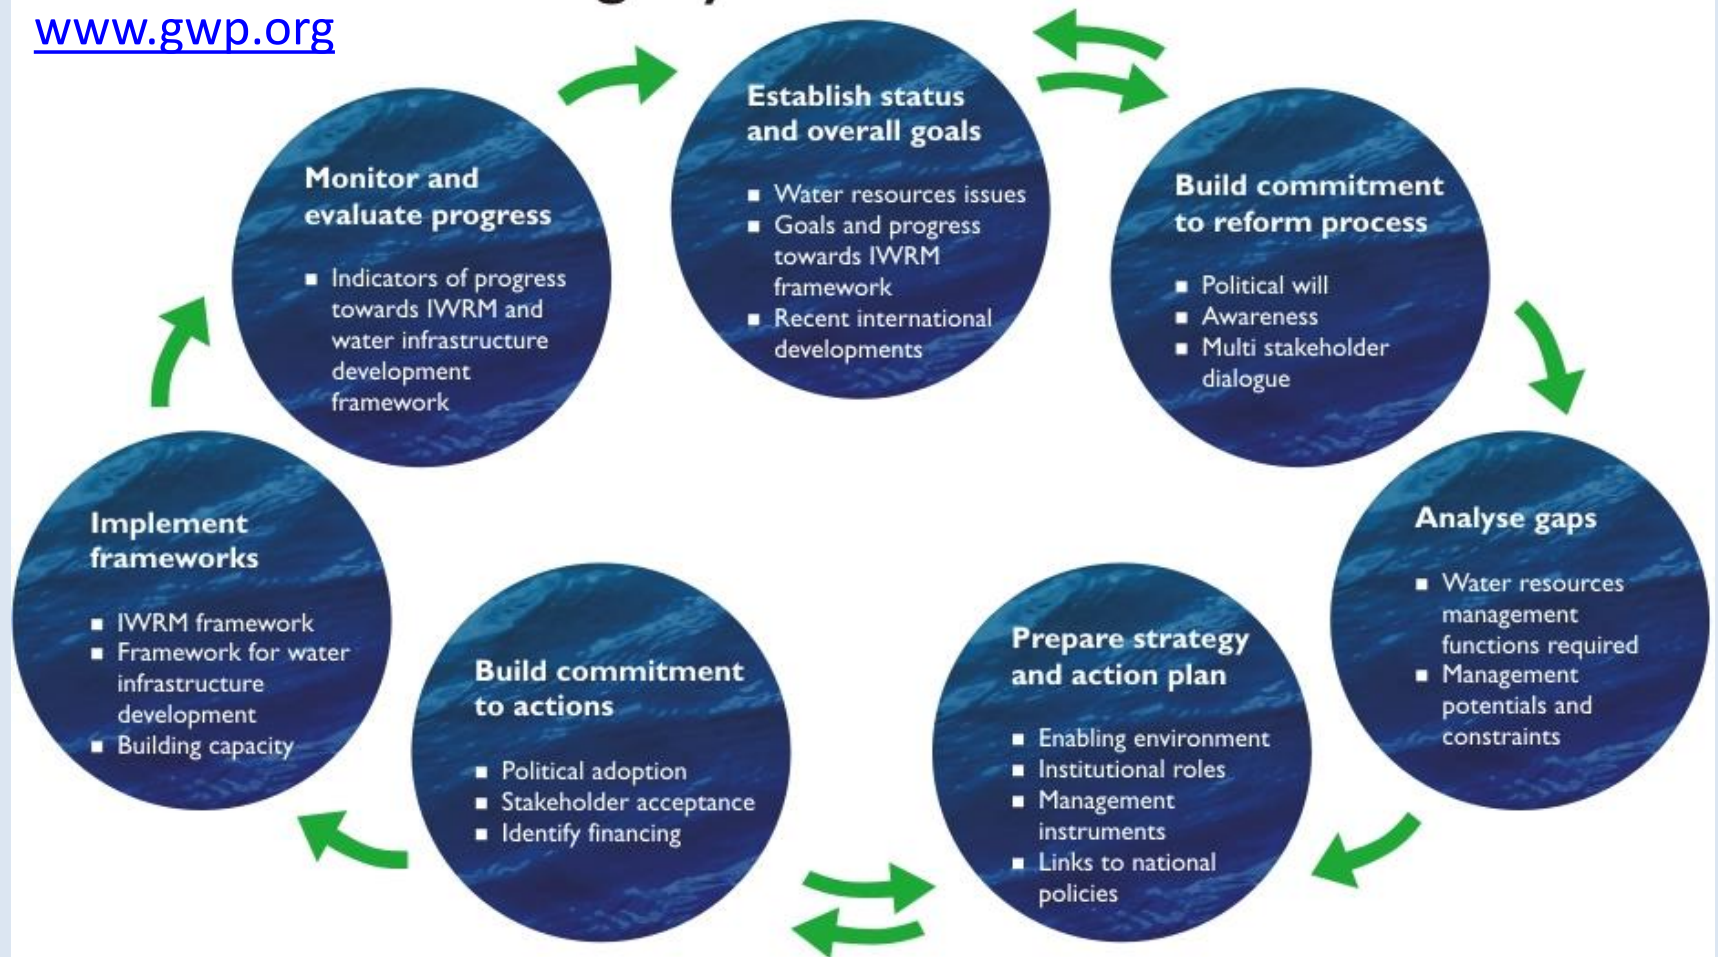 www.gwp.org
Establish status
and overall goals
▪ Water resources issues
▪ Goals and progress
towards IWRM
framework
▪ Recent international
developments
Build commitment
to reform process
▪ Political will
▪ Awareness
▪ Multi stakeholder
dialogue
Analyse gaps
▪ Water resources
management
functions required
▪ Management
potentials and
constraints
Prepare strategy
and action plan
▪ Enabling environment
▪ Institutional roles
▪ Management
instruments
▪ Links to national
policies
Build commitment
to actions
▪ Political adoption
▪ Stakeholder acceptance
▪ Identify financing
Implement
frameworks
▪ IWRM framework
▪ Framework for water
infrastructure
development
▪ Building capacity
Monitor and
evaluate progress
▪ Indicators of progress
towards IWRM and
water infrastructure
development
framework